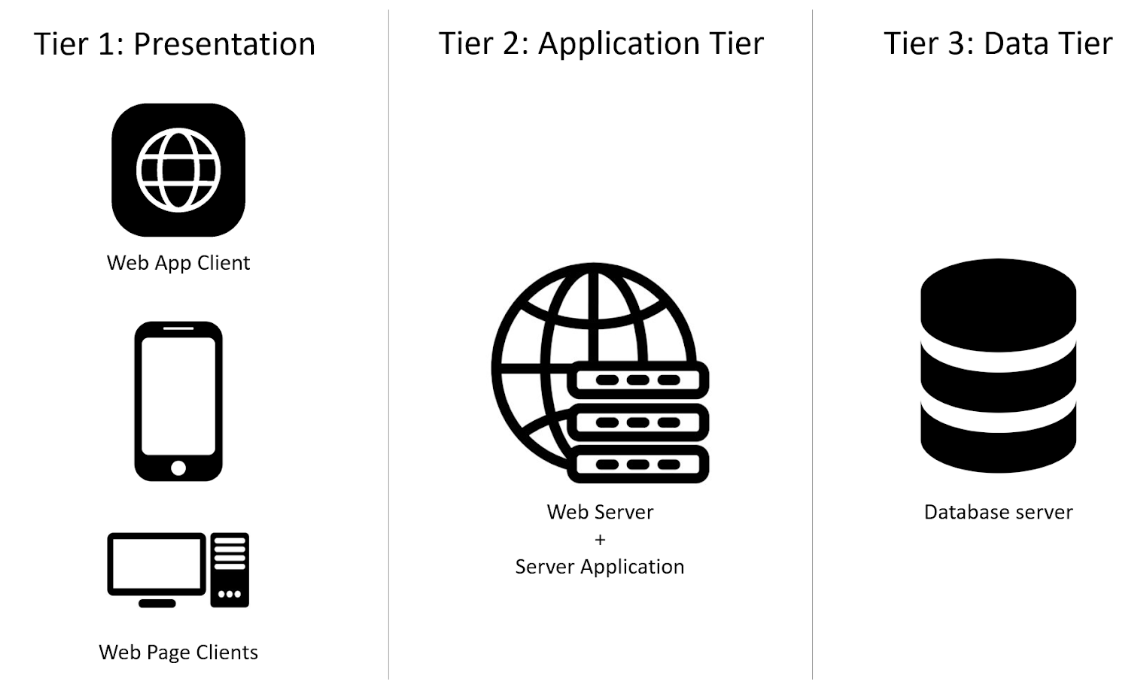 Tier 1: Presentation
Web App Client
Web Page Clients
Tier 2: Application Tier
Web Server
+
Server Application
Tier 3: Data Tier
Database server